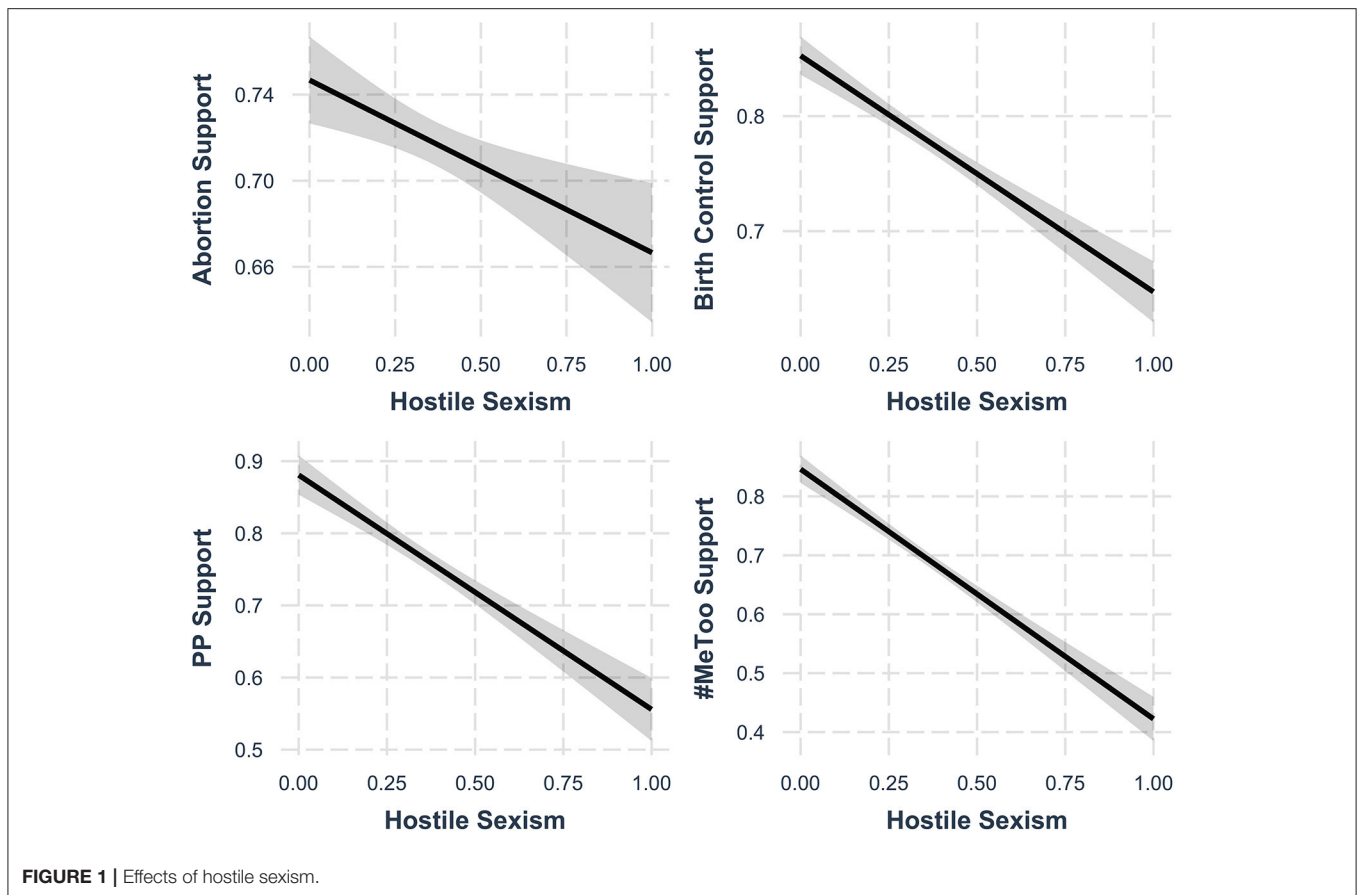 Abortion Support
0.74
0.70
0.66
0.00 0.25 0.50 0.75 1.00
Hostile Sexism
Birth Control Support
0.8
0.7
0.00 0.25 0.50 0.75 1.00
Hostile Sexism
PP Support
0.9
0.8
0.7
0.6
0.5
0.00 0.25 0.50 0.75 1.00
Hostile Sexism
#MeToo Support
0.8
0.7
0.6
0.5
0.4
0.00 0.25 0.50 0.75 1.00
Hostile Sexism
FIGURE 1 | Effects of hostile sexism.